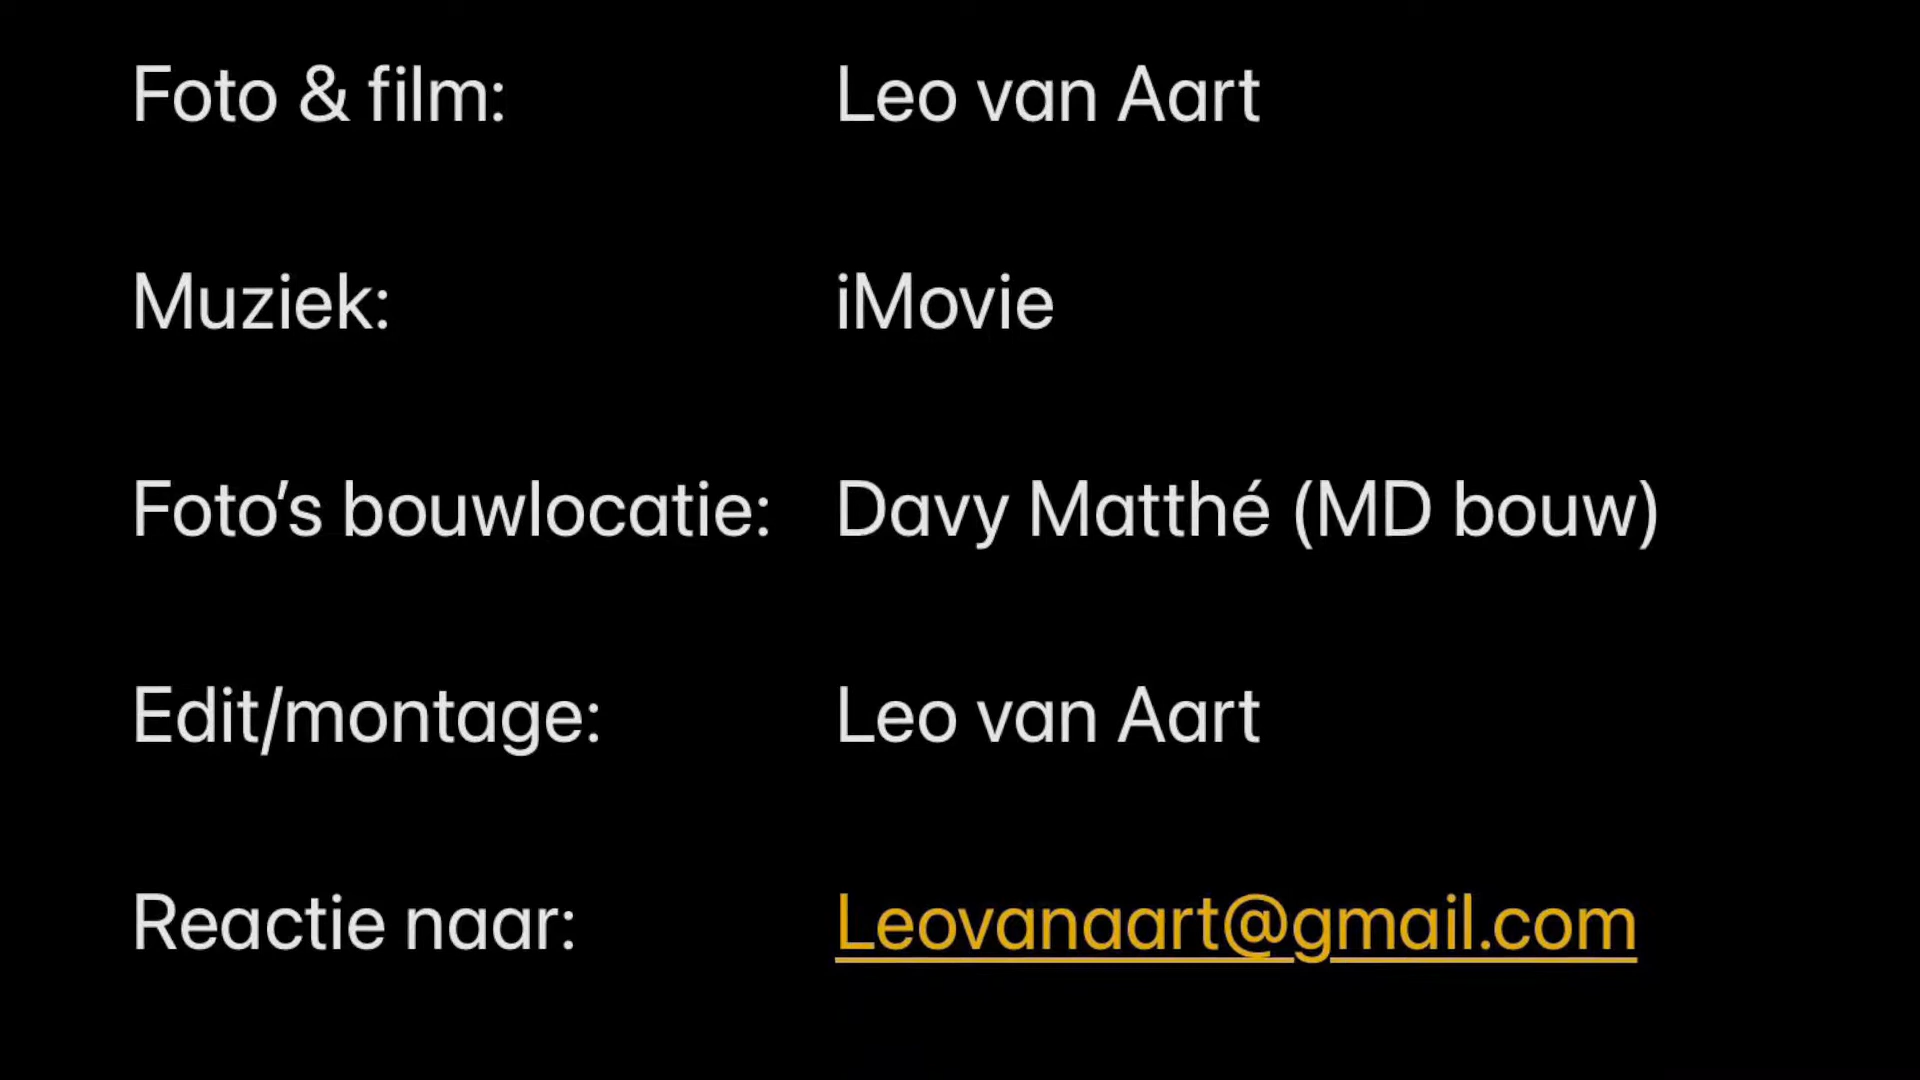 Foto & film: Leo van Aart
Muziek: iMovie
Foto’s bouwlocatie: Davy Matthé (MD bouw)
Edit/montage: Leo van Aart
Reactie naar: Leovanaart@gmail.com